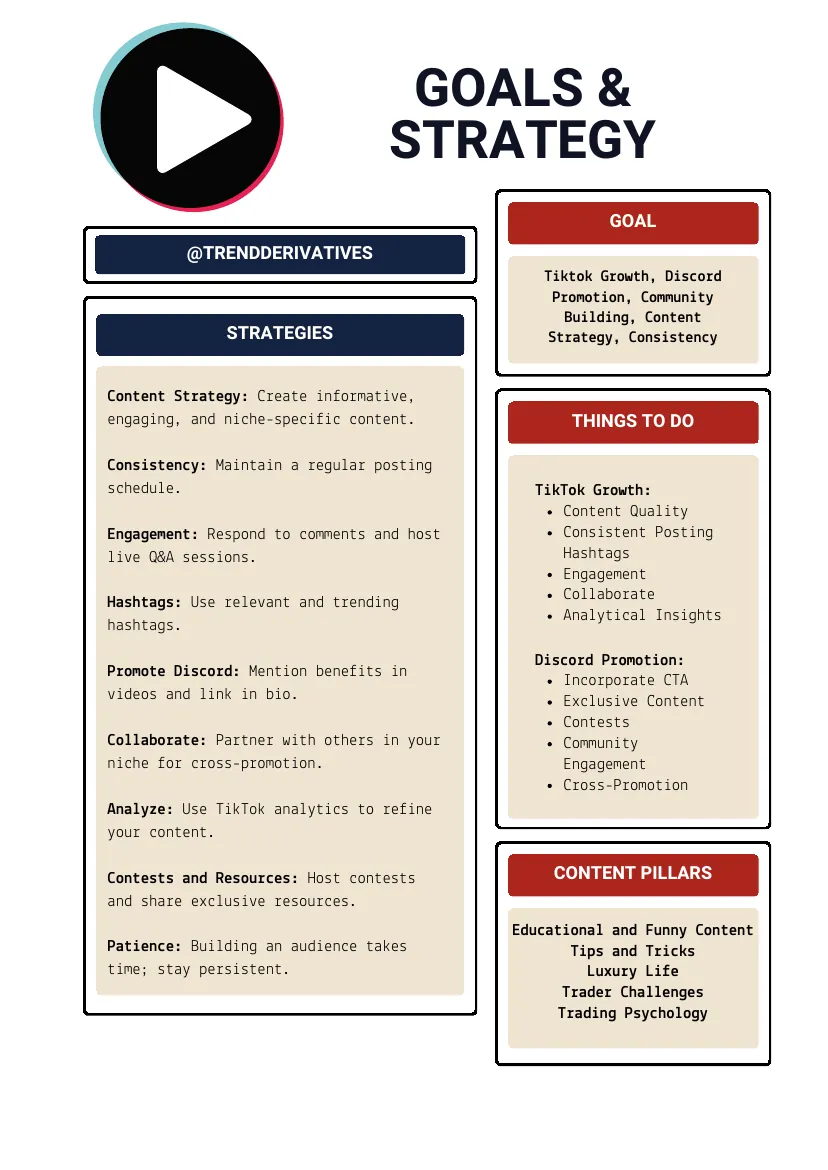 GOALS &
STRATEGY
@TRENDDERIVATIVES
STRATEGIES
Content Strategy: Create informative,
engaging, and niche-specific content.
Consistency: Maintain a regular posting
schedule.
Engagement: Respond to comments and host
live Q&A sessions.
Hashtags: Use relevant and trending
hashtags.
Promote Discord: Mention benefits in
videos and link in bio.
Collaborate: Partner with others in your
niche for cross-promotion.
Analyze: Use TikTok analytics to refine
your content.
Contests and Resources: Host contests
and share exclusive resources.
Patience: Building an audience takes
time; stay persistent.
GOAL
Tiktok Growth, Discord
Promotion, Community
Building, Content
Strategy, Consistency
THINGS TO DO
TikTok Growth:
• Content Quality
• Consistent Posting
Hashtags
• Engagement
• Collaborate
• Analytical Insights
Discord Promotion:
• Incorporate CTA
• Exclusive Content
• Contests
• Community
Engagement
• Cross-Promotion
CONTENT PILLARS
Educational and Funny Content
Tips and Tricks
Luxury Life
Trader Challenges
Trading Psychology